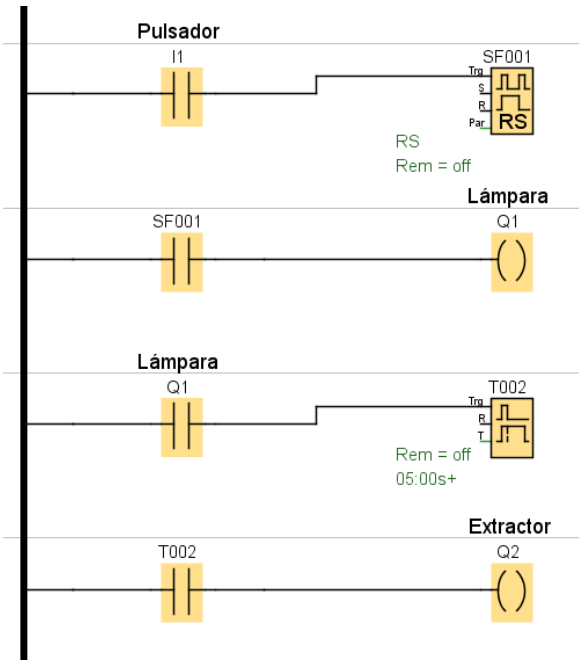 Pulsador
I1
SF001
Trg
S
R
Par
RS
RS
Rem = off
Lámpara
SF001
Q1
Lámpara
Q1
T002
Trg
R
T
Rem = off
05:00s+
Extractor
T002
Q2